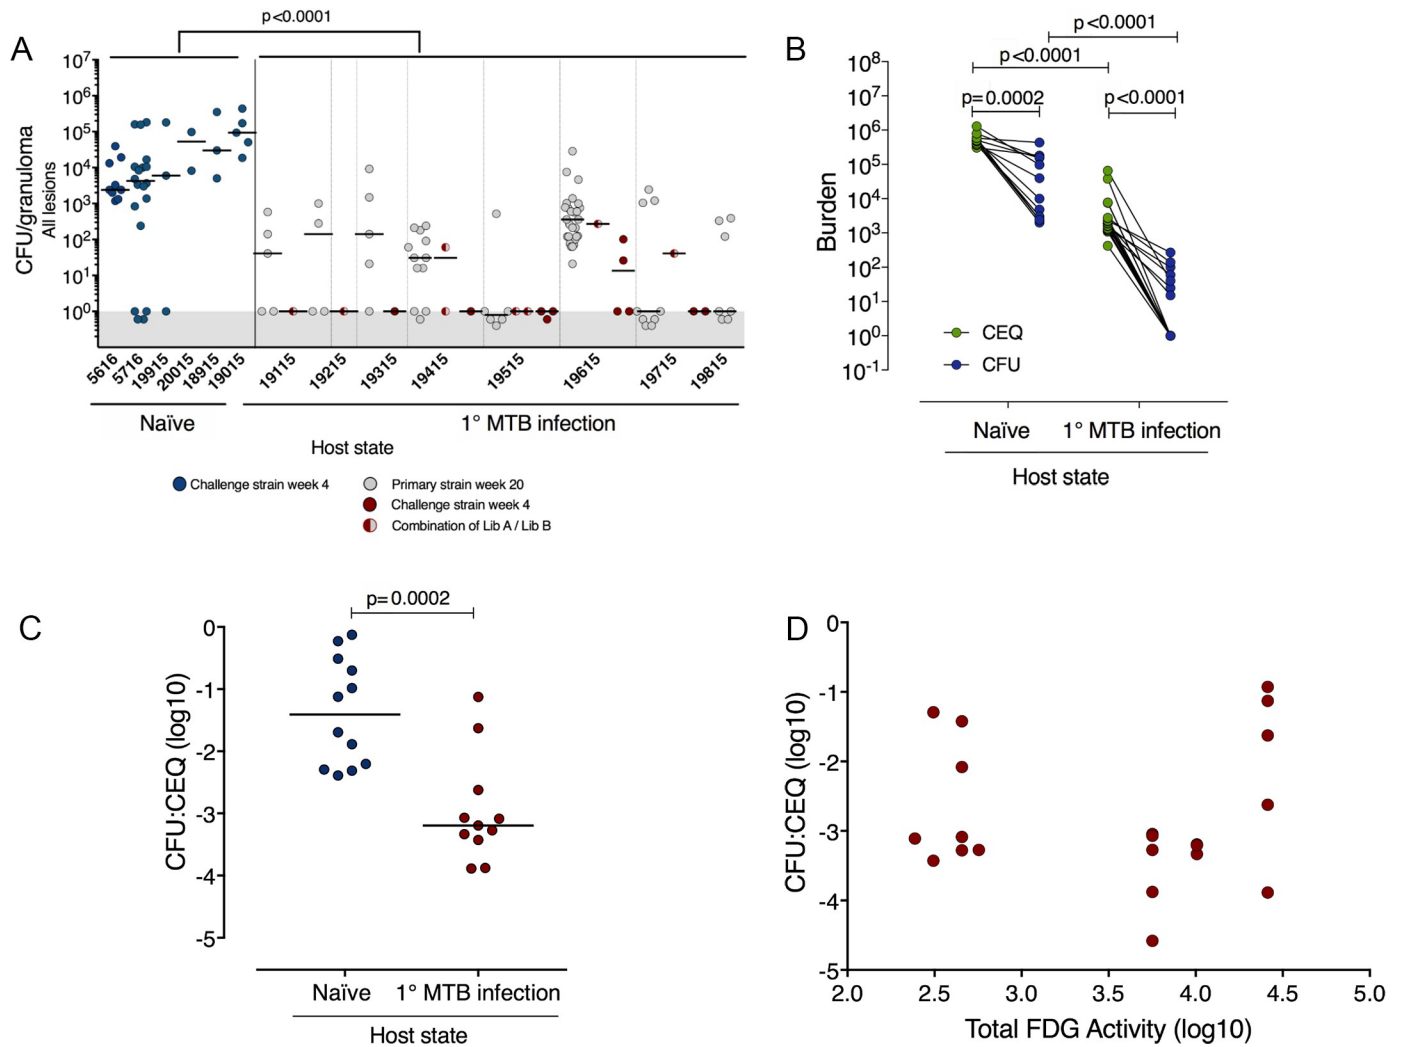 A
p<0.0001
CFU/granuloma
All lesions
10^7
10^6
10^5
10^4
10^3
10^2
10^1
10^0
5616
5716
19915
20015
18915
19015
19115
19215
19315
19415
19515
19615
19715
19815
Naïve
1° MTB infection
Host state
Challenge strain week 4
Primary strain week 20
Challenge strain week 4
Combination of Lib A / Lib B
B
p<0.0001
p<0.0001
p=0.0002
p<0.0001
Burden
10^8
10^7
10^6
10^5
10^4
10^3
10^2
10^1
10^0
10^-1
CEQ
CFU
Naïve
1° MTB infection
Host state
C
p=0.0002
CFU:CEQ (log10)
0
-1
-2
-3
-4
-5
Naïve
1° MTB infection
Host state
D
CFU:CEQ (log10)
0
-1
-2
-3
-4
-5
2.0 2.5 3.0 3.5 4.0 4.5 5.0
Total FDG Activity (log10)